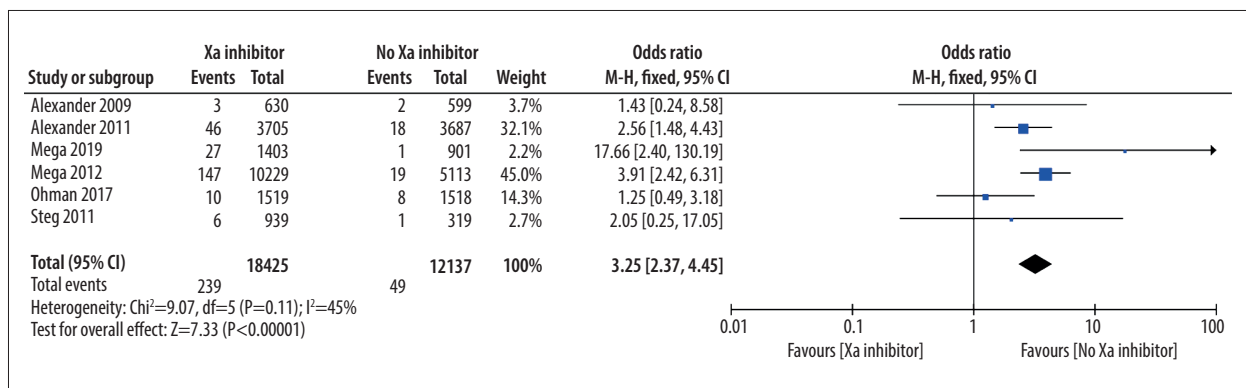 Xa inhibitor No Xa inhibitor Odds ratio Odds ratio
Study or subgroup Events Total Events Total Weight M-H, fixed, 95% CI M-H, fixed, 95% CI
Alexander 2009 3 630 2 599 3.7% 1.43 [0.24, 8.58]
Alexander 2011 46 3705 18 3687 32.1% 2.56 [1.48, 4.43]
Mega 2019 27 1403 1 901 2.2% 17.66 [2.40, 130.19]
Mega 2012 147 10229 19 5113 45.0% 3.91 [2.42, 6.31]
Ohman 2017 10 1519 8 1518 14.3% 1.25 [0.49, 3.18]
Steg 2011 6 939 1 319 2.7% 2.05 [0.25, 17.05]
Total (95% CI) 18425 12137 100% 3.25 [2.37, 4.45]
Total events 239 49
Heterogeneity: Chi²=9.07, df=5 (P=0.11); I²=45%
Test for overall effect: Z=7.33 (P<0.00001)
0.01 0.1 1 10 100
Favours [Xa inhibitor] Favours [No Xa inhibitor]